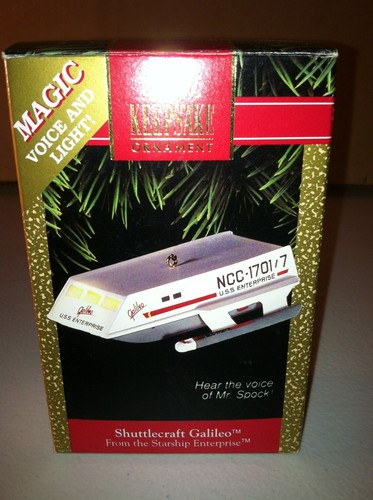 MAGIC
VOICE AND
LIGHT!
KEEPSAKE
ORNAMENT
NCC-1701/7
U.S.S. ENTERPRISE
Galileo
U.S.S. ENTERPRISE
Hear the voice
of Mr. Spock!
Shuttlecraft Galileo™
From the Starship Enterprise™